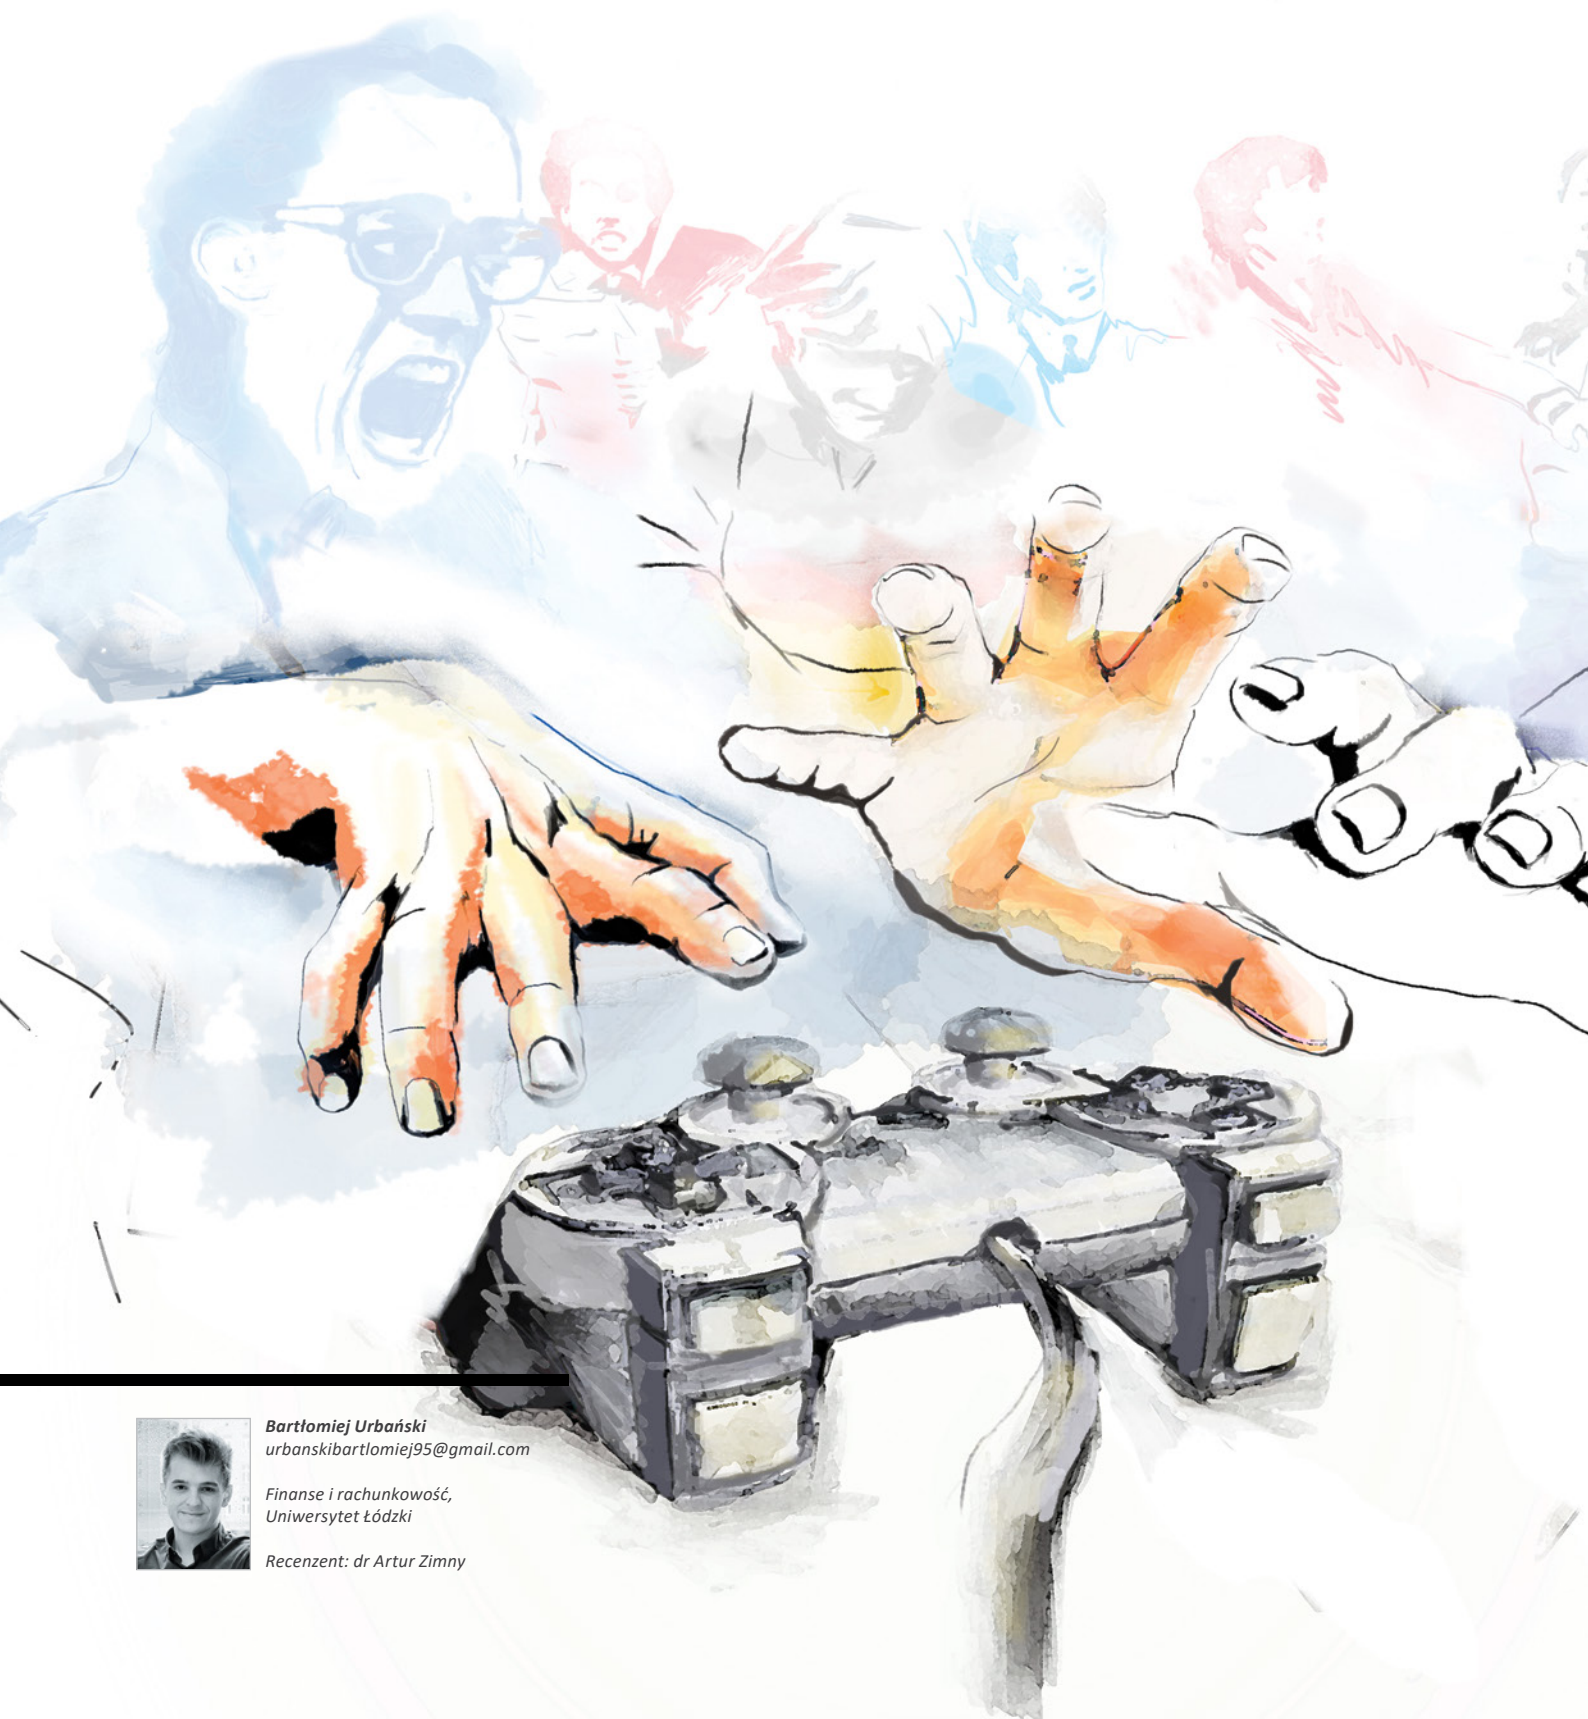 Bartłomiej Urbański
urbanskibartlomiej95@gmail.com
Finanse i rachunkowość,
Uniwersytet Łódzki
Recenzent: dr Artur Zimny